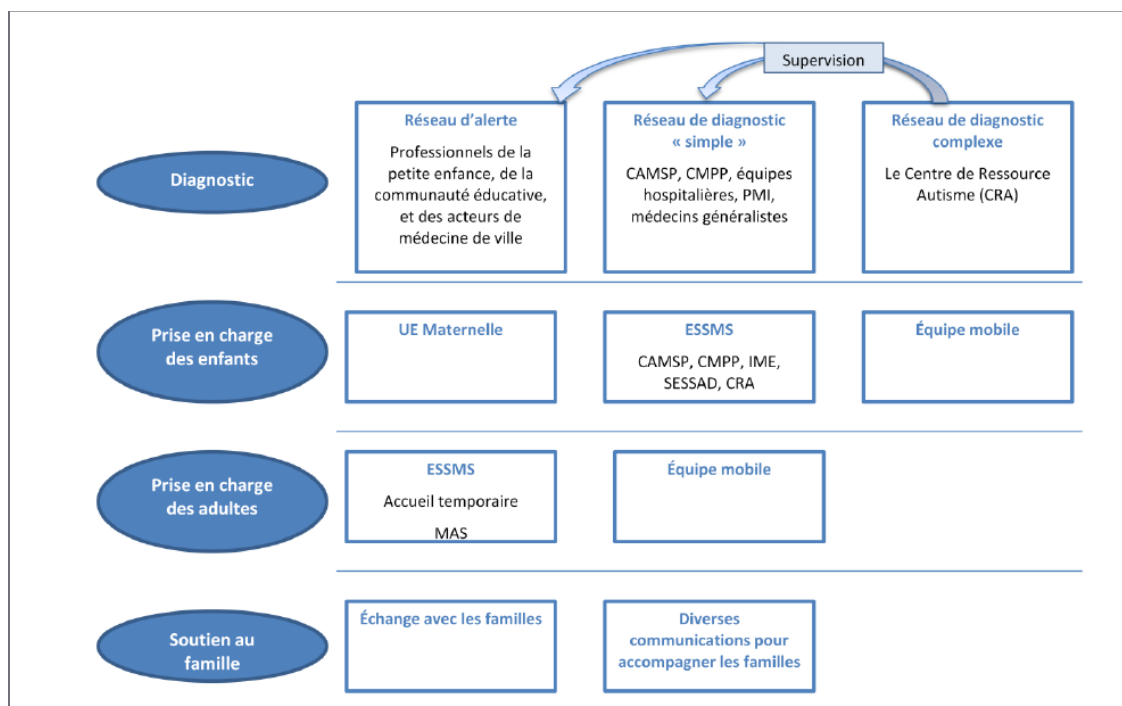 Supervision
Réseau d’alerte
Professionnels de la
petite enfance, de la
communauté éducative,
et des acteurs de
médecine de ville
Réseau de diagnostic
« simple »
CAMSP, CMPP, équipes
hospitalières, PMI,
médecins généralistes
Réseau de diagnostic
complexe
Le Centre de Ressource
Autisme (CRA)
Diagnostic
Prise en charge
des enfants
UE Maternelle
ESSMS
CAMSP, CMPP, IME,
SESSAD, CRA
Équipe mobile
Prise en charge
des adultes
ESSMS
Accueil temporaire
MAS
Équipe mobile
Soutien au
famille
Échange avec les familles
Diverses
communications pour
accompagner les familles